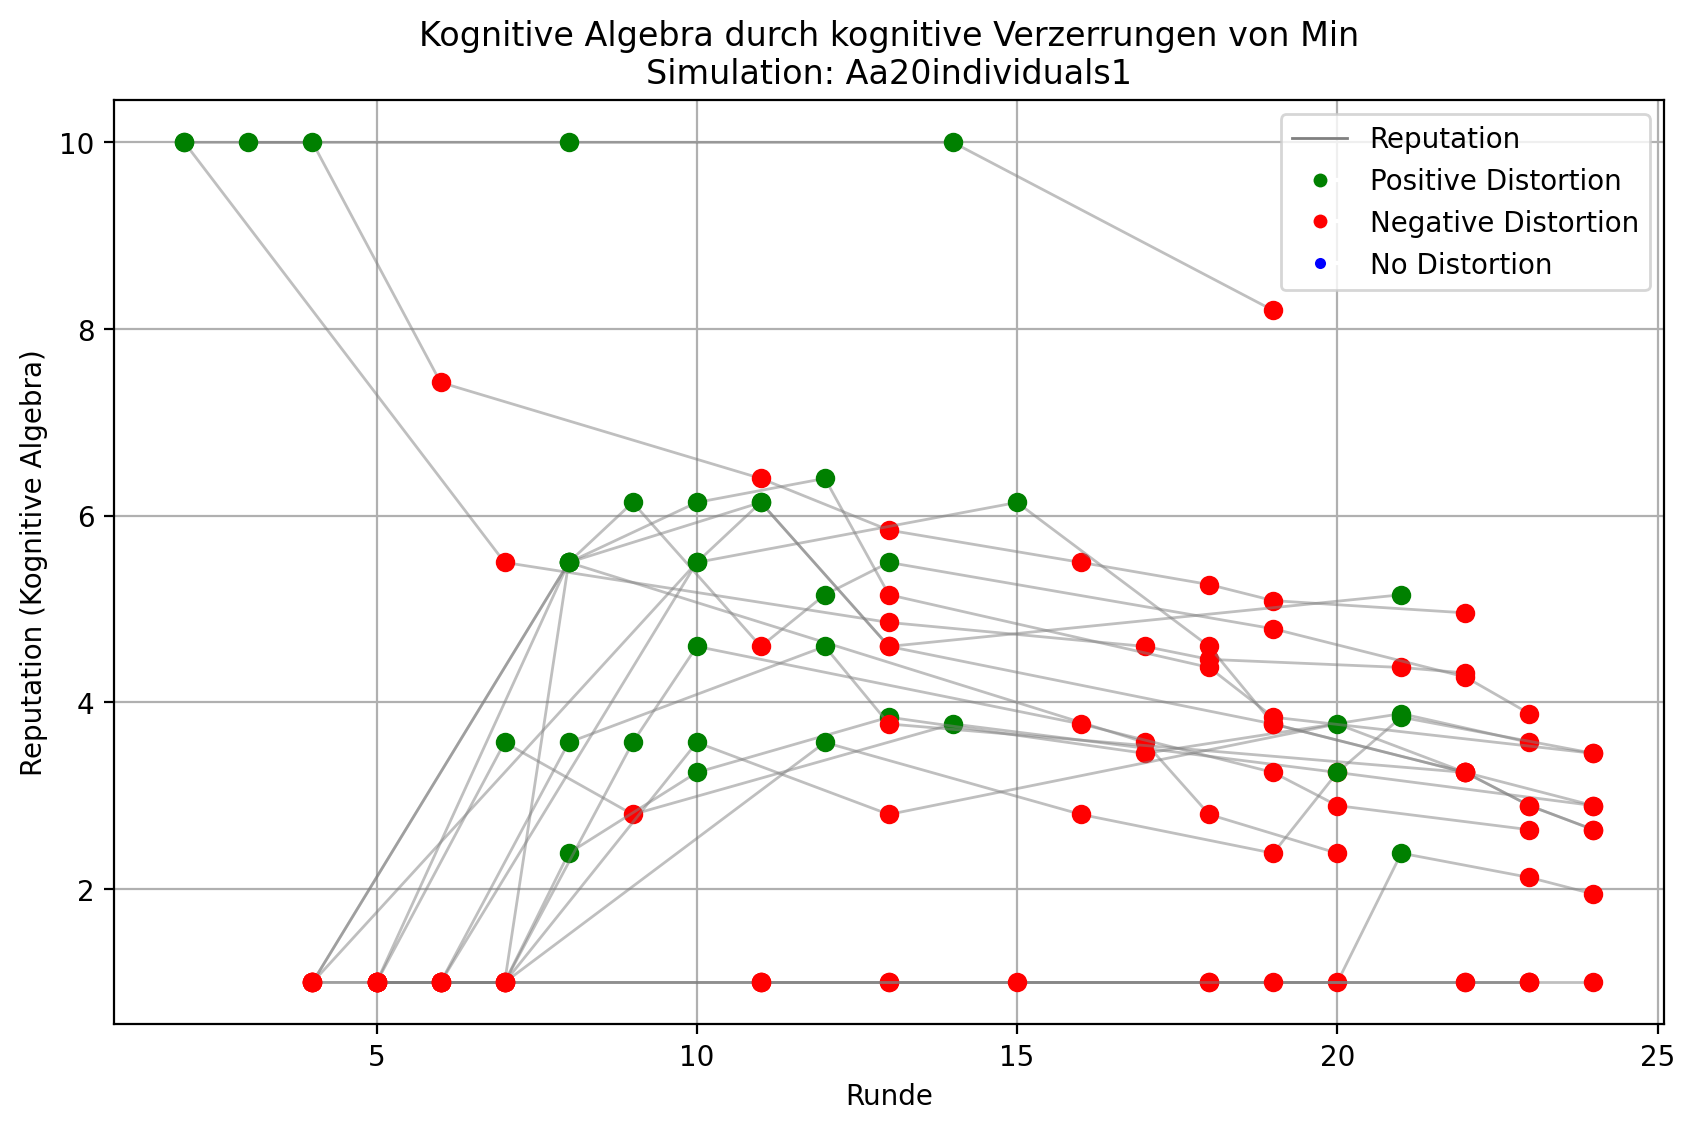 Kognitive Algebra durch kognitive Verzerrungen von Min
Simulation: Aa20individuals1
Reputation
Positive Distortion
Negative Distortion
No Distortion
Reputation (Kognitive Algebra)
10
8
6
4
2
5
10
15
20
25
Runde